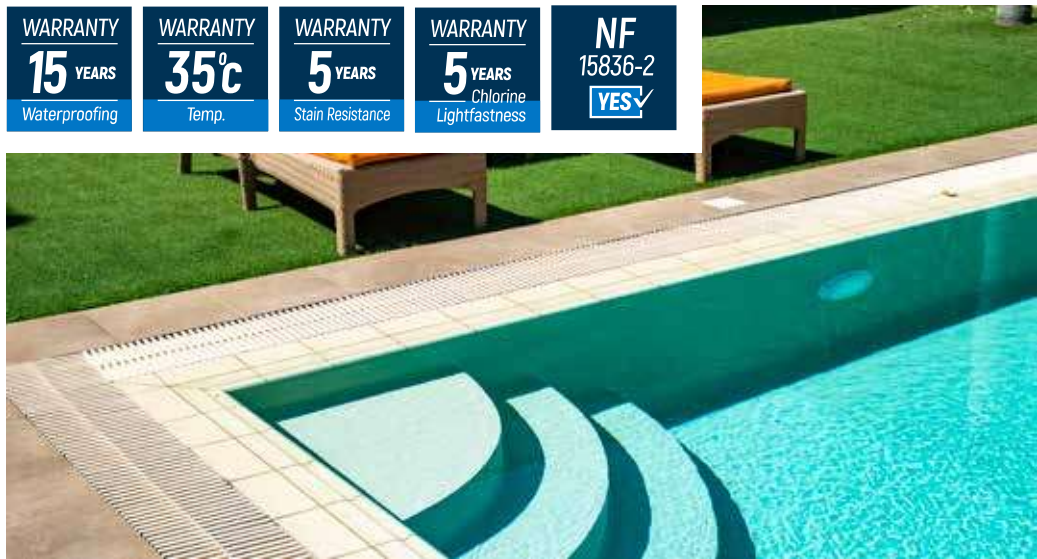 WARRANTY
15 YEARS
Waterproofing
WARRANTY
35°C
Temp.
WARRANTY
5 YEARS
Stain Resistance
WARRANTY
5 YEARS
Chlorine
Lightfastness
NF
15836-2
YES